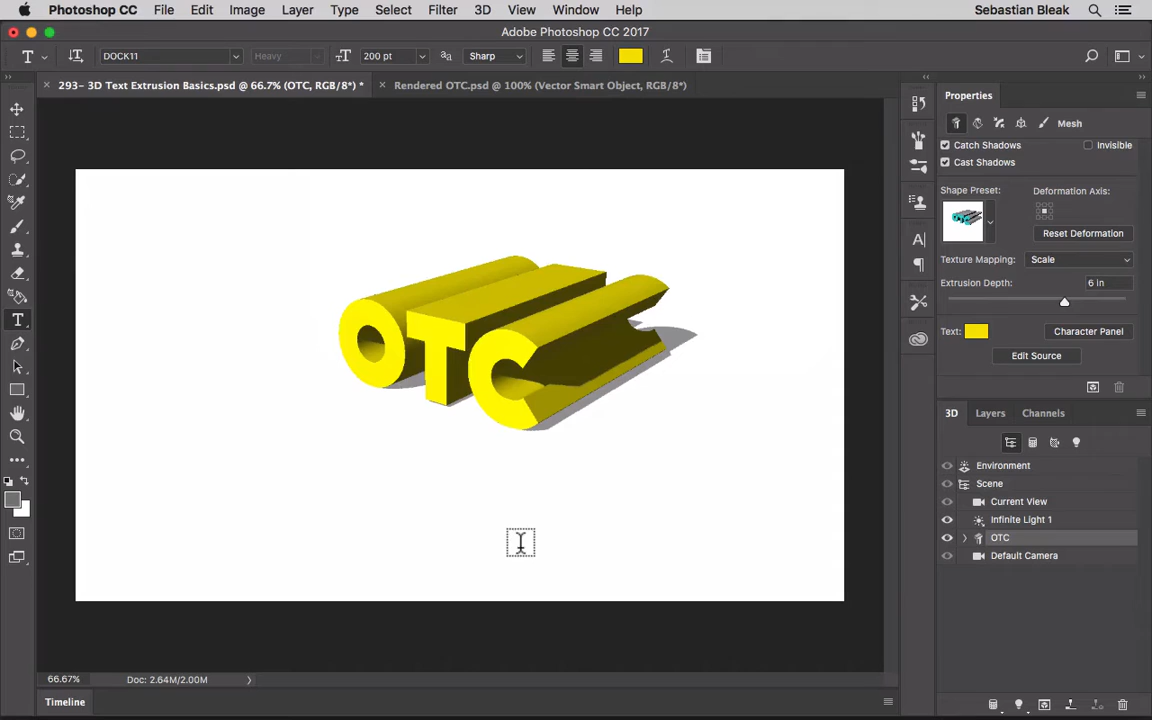 Photoshop CC File Edit Image Layer Type Select Filter 3D View Window Help Sebastian Bleak
Adobe Photoshop CC 2017
T DOCK11 Heavy 200 pt aa Sharp
293- 3D Text Extrusion Basics.psd @ 66.7% (OTC, RGB/8*) * Rendered OTC.psd @ 100% (Vector Smart Object, RGB/8*)
Properties
Mesh
Catch Shadows Invisible
Cast Shadows
Shape Preset: Deformation Axis:
Reset Deformation
Texture Mapping: Scale
Extrusion Depth: 6 in
Text: Character Panel
Edit Source
OTC
3D Layers Channels
Environment
Scene
Current View
Infinite Light 1
OTC
Default Camera
66.67% Doc: 2.64M/2.00M
Timeline